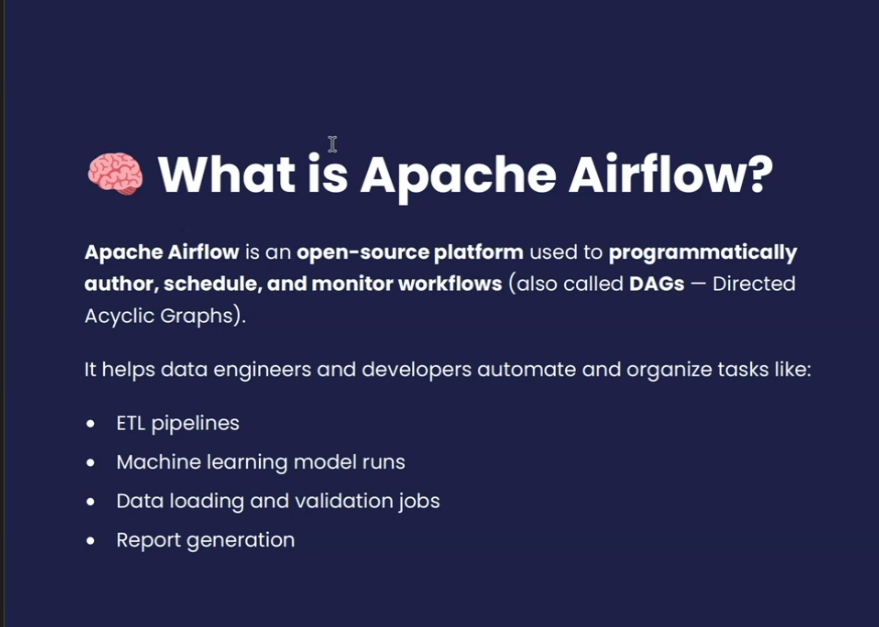 🧠 What is Apache Airflow?
Apache Airflow is an open-source platform used to programmatically
author, schedule, and monitor workflows (also called DAGs — Directed
Acyclic Graphs).
It helps data engineers and developers automate and organize tasks like:
• ETL pipelines
• Machine learning model runs
• Data loading and validation jobs
• Report generation